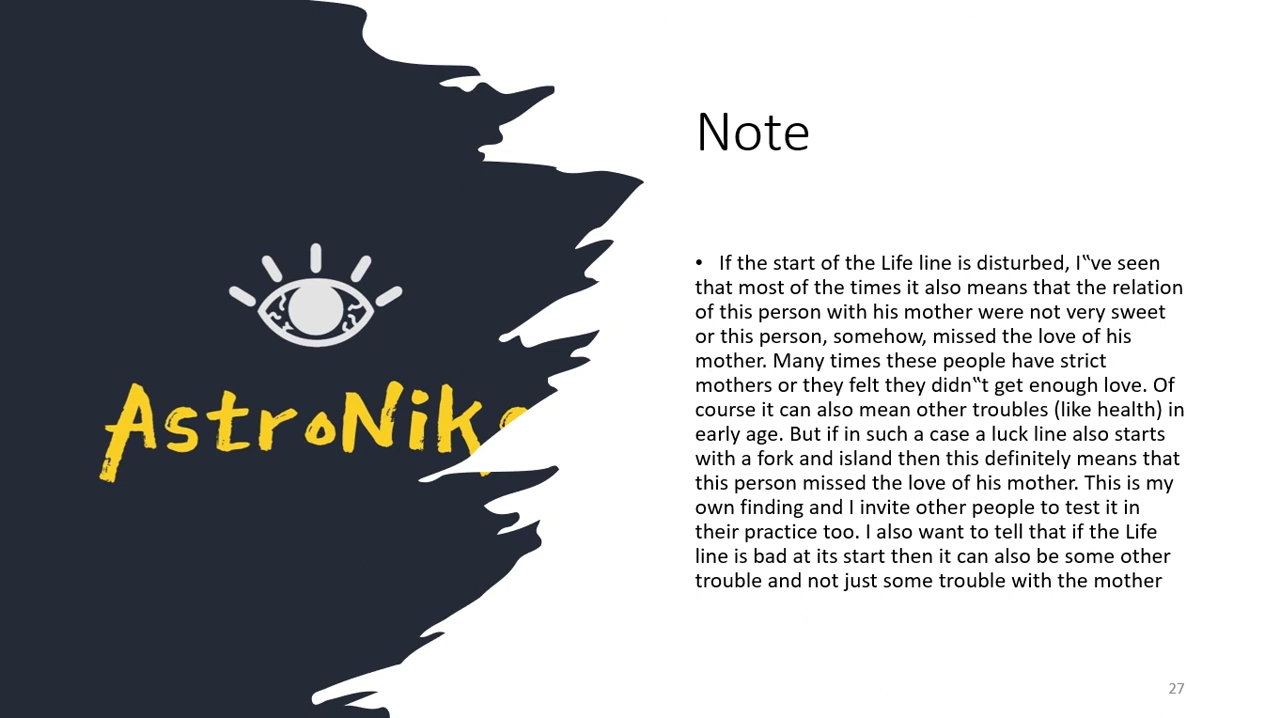 AstroNik
Note
• If the start of the Life line is disturbed, I‟ve seen
that most of the times it also means that the relation
of this person with his mother were not very sweet
or this person, somehow, missed the love of his
mother. Many times these people have strict
mothers or they felt they didn‟t get enough love. Of
course it can also mean other troubles (like health) in
early age. But if in such a case a luck line also starts
with a fork and island then this definitely means that
this person missed the love of his mother. This is my
own finding and I invite other people to test it in
their practice too. I also want to tell that if the Life
line is bad at its start then it can also be some other
trouble and not just some trouble with the mother
27